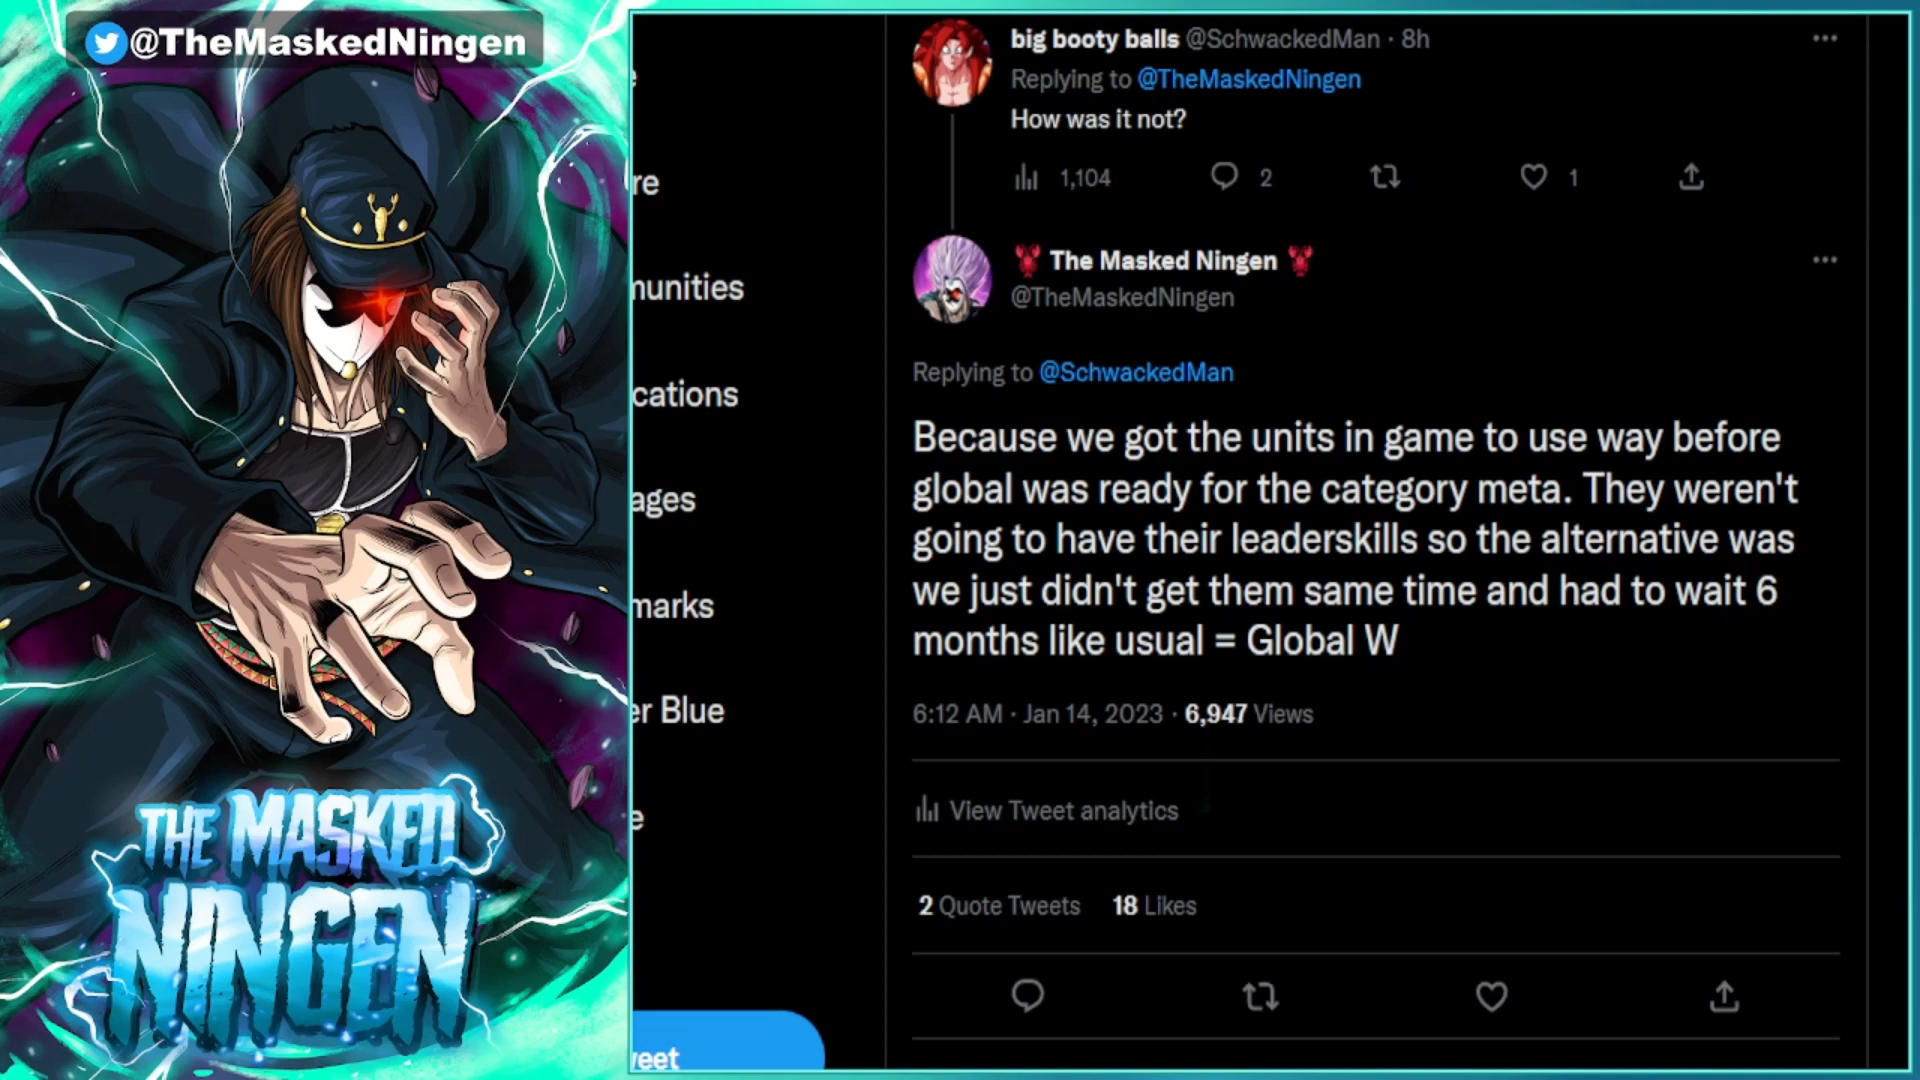 @TheMaskedNingen
THE MASKED
NINGEN
re
nunities
cations
ages
narks
er Blue
e
weet
big booty balls @SchwackedMan · 8h
Replying to @TheMaskedNingen
How was it not?
1,104 2 1
The Masked Ningen
@TheMaskedNingen
Replying to @SchwackedMan
Because we got the units in game to use way before
global was ready for the category meta. They weren't
going to have their leaderskills so the alternative was
we just didn't get them same time and had to wait 6
months like usual = Global W
6:12 AM · Jan 14, 2023 · 6,947 Views
View Tweet analytics
2 Quote Tweets 18 Likes